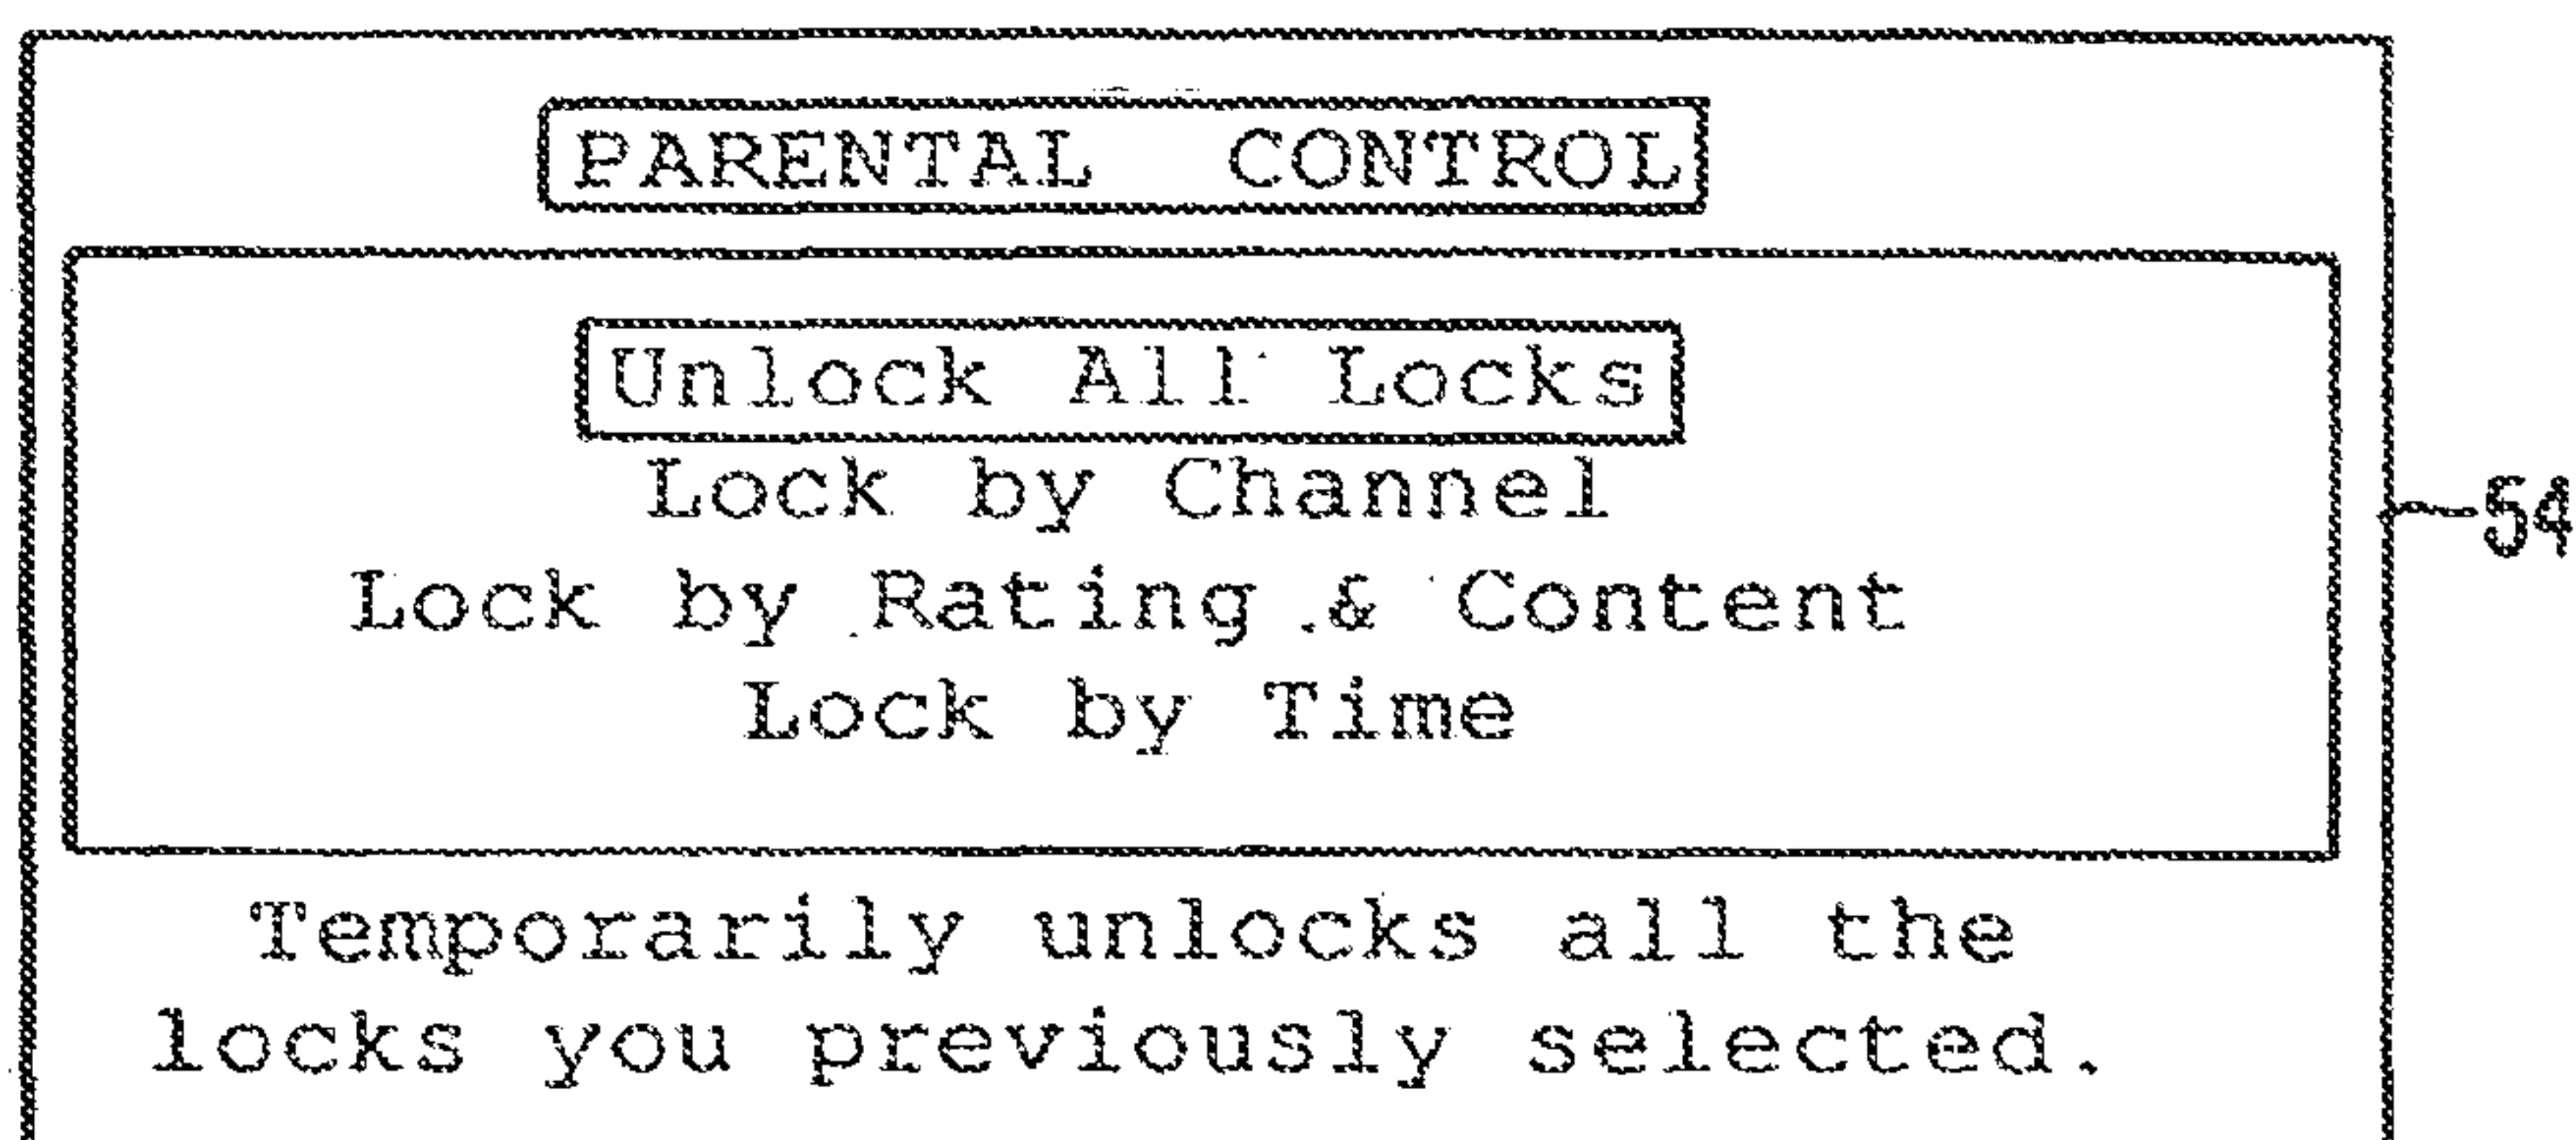 PARENTAL CONTROL
Unlock All Locks
Lock by Channel
Lock by Rating & Content
Lock by Time
54
Temporarily unlocks all the
locks you previously selected.